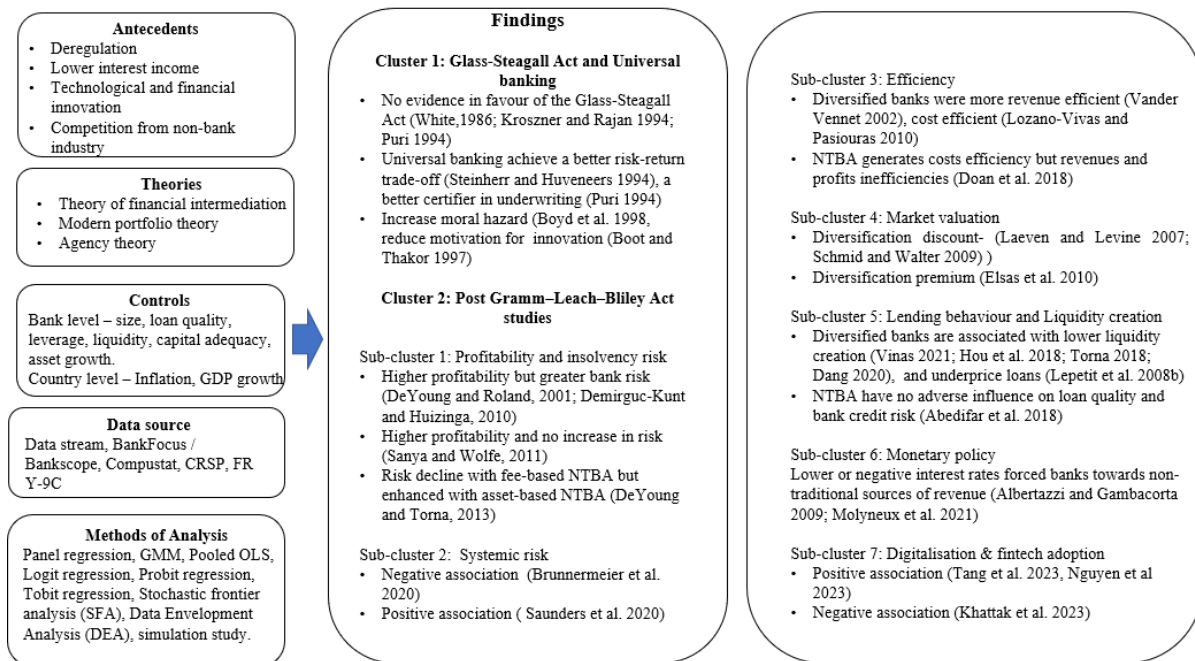 Antecedents
• Deregulation
• Lower interest income
• Technological and financial
innovation
• Competition from non-bank
industry
Theories
• Theory of financial intermediation
• Modern portfolio theory
• Agency theory
Controls
Bank level – size, loan quality,
leverage, liquidity, capital adequacy,
asset growth.
Country level – Inflation, GDP growth
Data source
Data stream, BankFocus /
Bankscope, Compustat, CRSP, FR
Y-9C
Methods of Analysis
Panel regression, GMM, Pooled OLS,
Logit regression, Probit regression,
Tobit regression, Stochastic frontier
analysis (SFA), Data Envelopment
Analysis (DEA), simulation study.
Findings
Cluster 1: Glass-Steagall Act and Universal
banking
• No evidence in favour of the Glass-Steagall
Act (White,1986; Kroszner and Rajan 1994;
Puri 1994)
• Universal banking achieve a better risk-return
trade-off (Steinherr and Huveneers 1994), a
better certifier in underwriting (Puri 1994)
• Increase moral hazard (Boyd et al. 1998,
reduce motivation for innovation (Boot and
Thakor 1997)
Cluster 2: Post Gramm–Leach–Bliley Act
studies
Sub-cluster 1: Profitability and insolvency risk
• Higher profitability but greater bank risk
(DeYoung and Roland, 2001; Demirguc-Kunt
and Huizinga, 2010)
• Higher profitability and no increase in risk
(Sanya and Wolfe, 2011)
• Risk decline with fee-based NTBA but
enhanced with asset-based NTBA (DeYoung
and Torna, 2013)
Sub-cluster 2: Systemic risk
• Negative association (Brunnermeier et al.
2020)
• Positive association ( Saunders et al. 2020)
Sub-cluster 3: Efficiency
• Diversified banks were more revenue efficient (Vander
Vennet 2002), cost efficient (Lozano-Vivas and
Pasiouras 2010)
• NTBA generates costs efficiency but revenues and
profits inefficiencies (Doan et al. 2018)
Sub-cluster 4: Market valuation
• Diversification discount- (Laeven and Levine 2007;
Schmid and Walter 2009) )
• Diversification premium (Elsas et al. 2010)
Sub-cluster 5: Lending behaviour and Liquidity creation
• Diversified banks are associated with lower liquidity
creation (Vinas 2021; Hou et al. 2018; Torna 2018;
Dang 2020), and underprice loans (Lepetit et al. 2008b)
• NTBA have no adverse influence on loan quality and
bank credit risk (Abedifar et al. 2018)
Sub-cluster 6: Monetary policy
Lower or negative interest rates forced banks towards non-
traditional sources of revenue (Albertazzi and Gambacorta
2009; Molyneux et al. 2021)
Sub-cluster 7: Digitalisation & fintech adoption
• Positive association (Tang et al. 2023, Nguyen et al
2023)
• Negative association (Khattak et al. 2023)